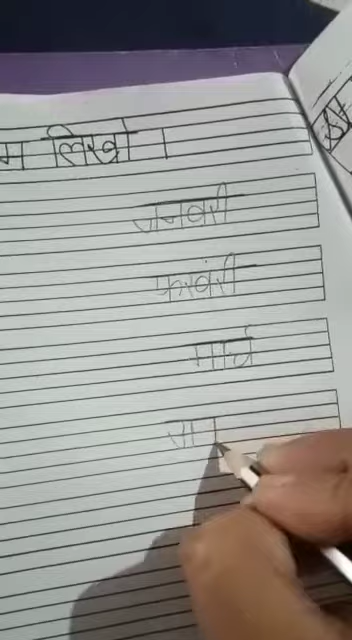 म लिखो।
जनवरी
फरवरी
मार्च